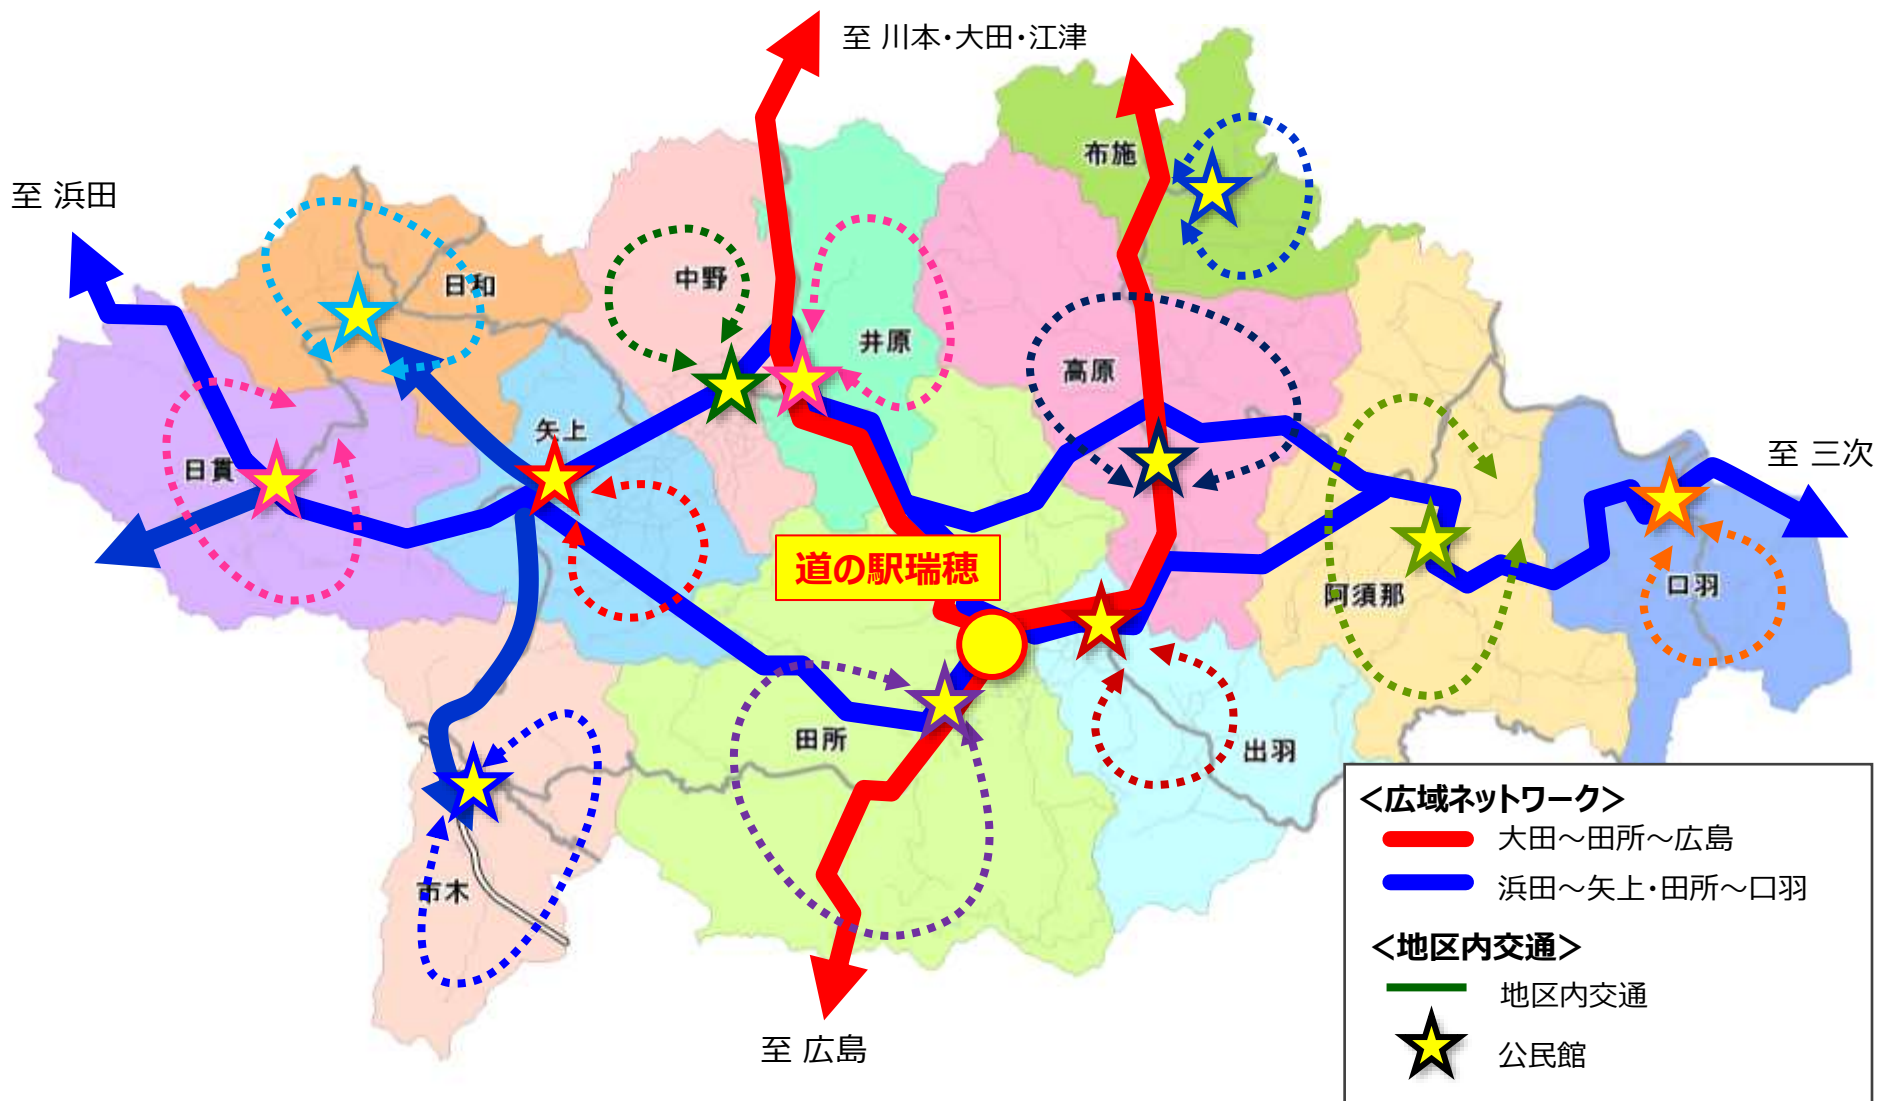 至 川本・大田・江津
布施
至 浜田
日和
中野
井原
高原
矢上
日貫
至 三次
道の駅瑞穂
阿須那
口羽
田所
出羽
市木
至 広島
＜広域ネットワーク＞
大田～田所～広島
浜田～矢上・田所～口羽
＜地区内交通＞
地区内交通
公民館